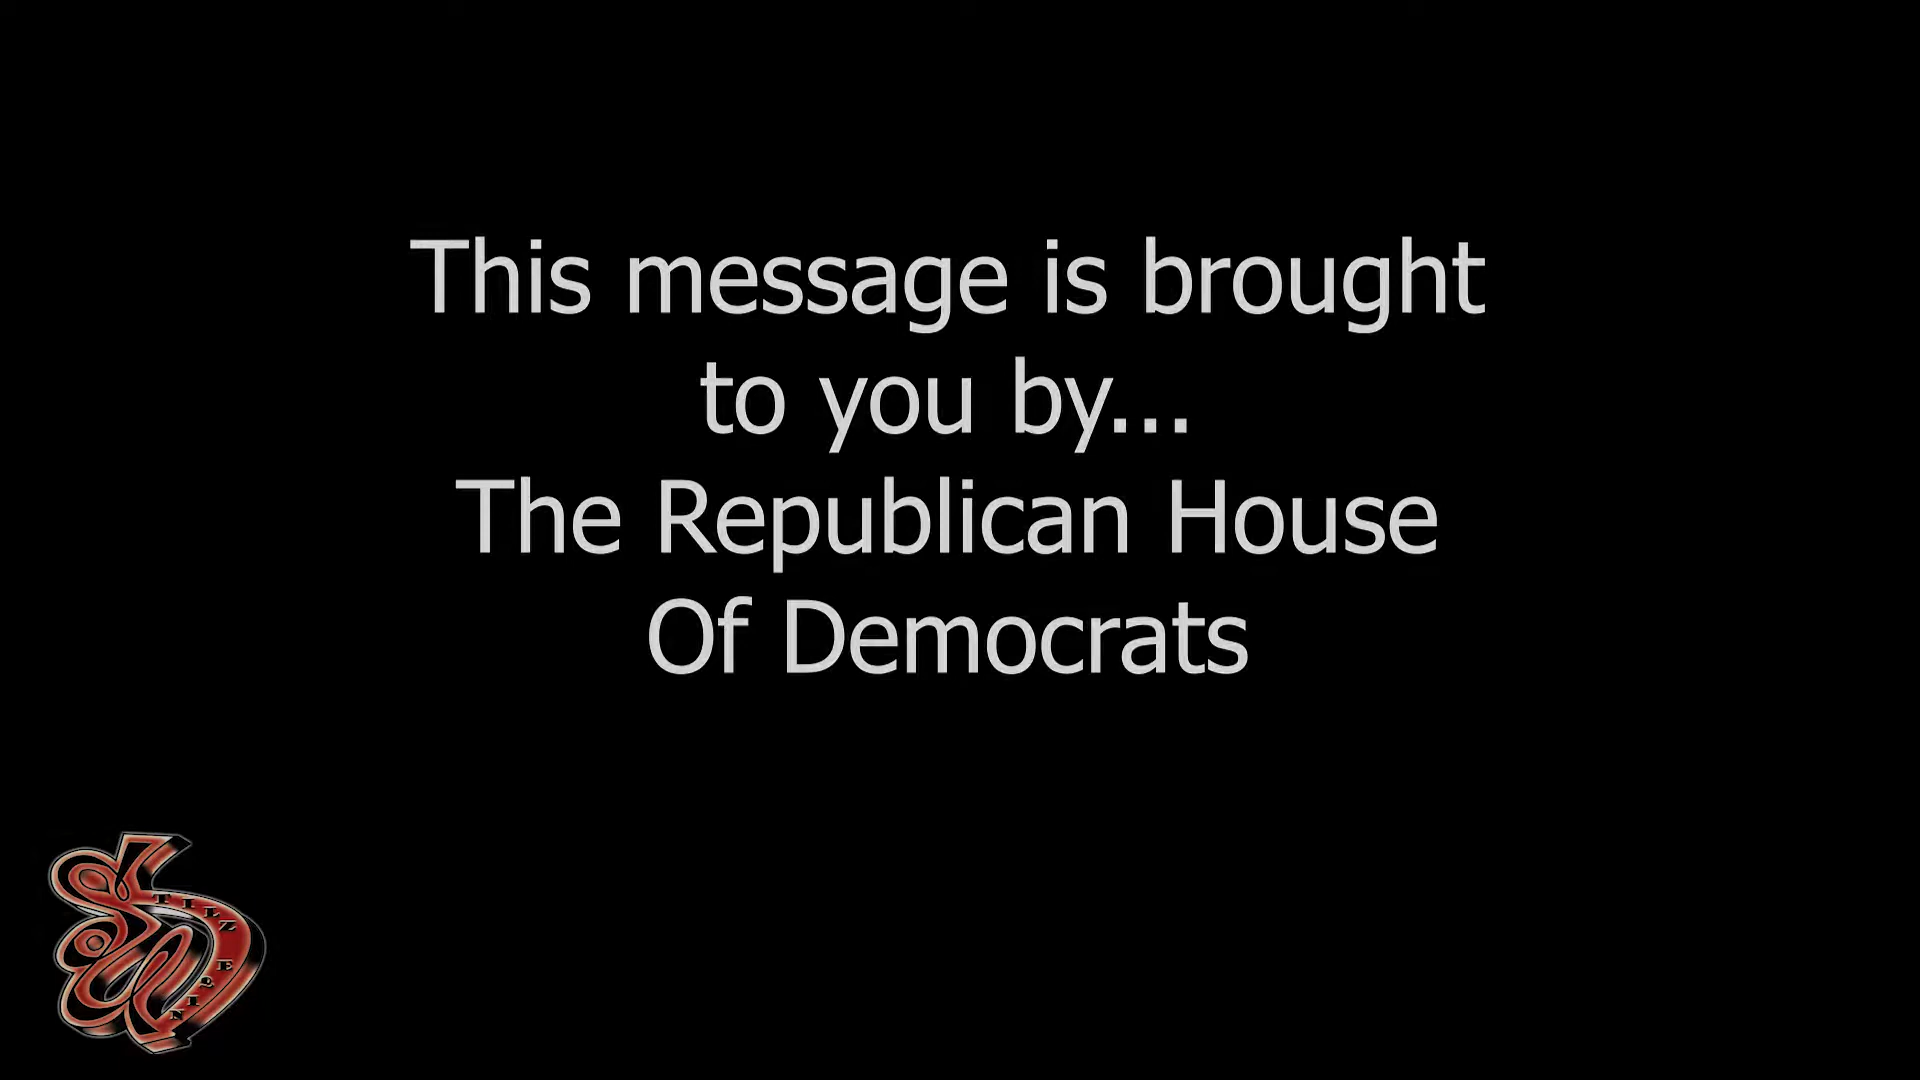 This message is brought
to you by...
The Republican House
Of Democrats